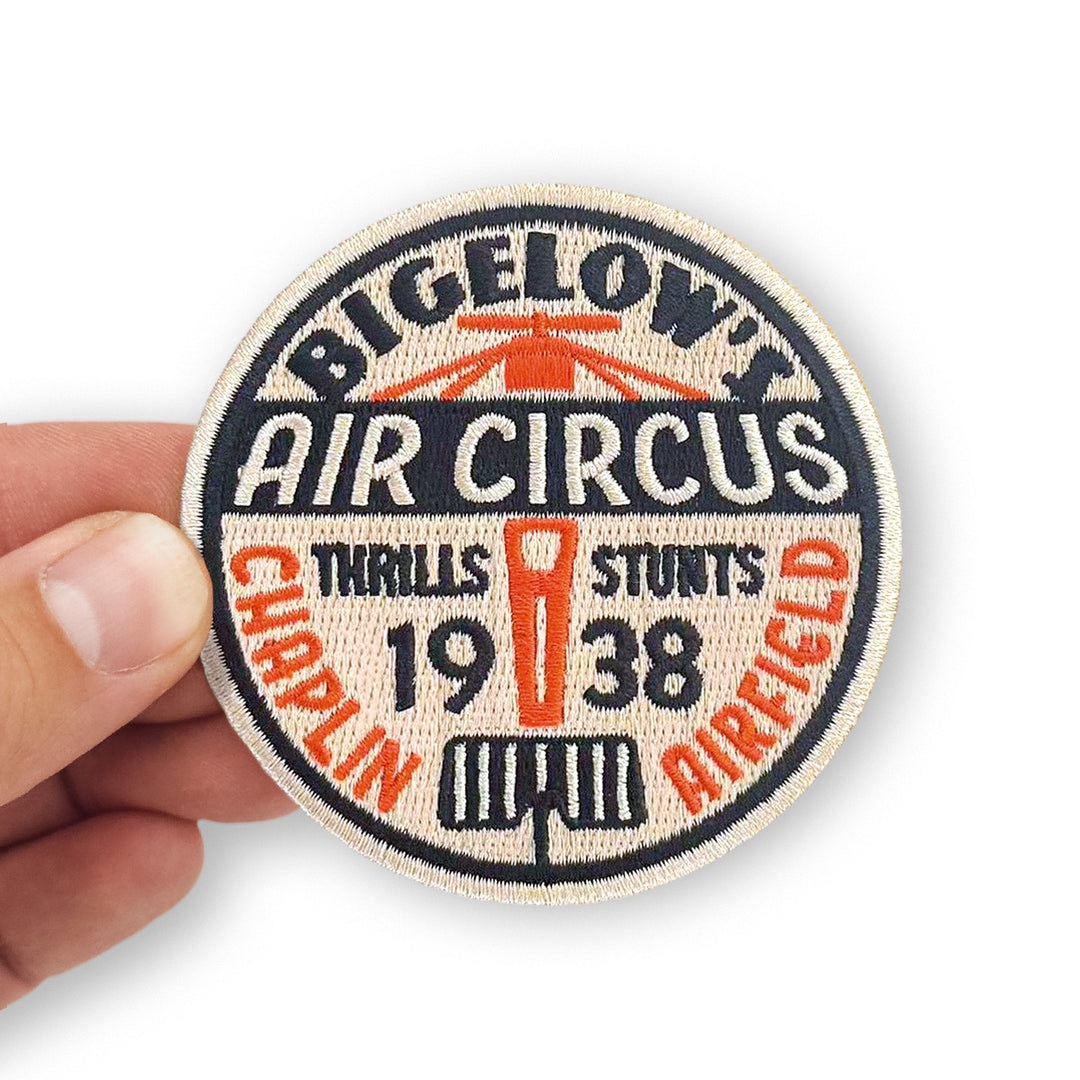 BIGELOW'S
AIR CIRCUS
THRILLS STUNTS
1938
CHAPLIN AIRFIELD